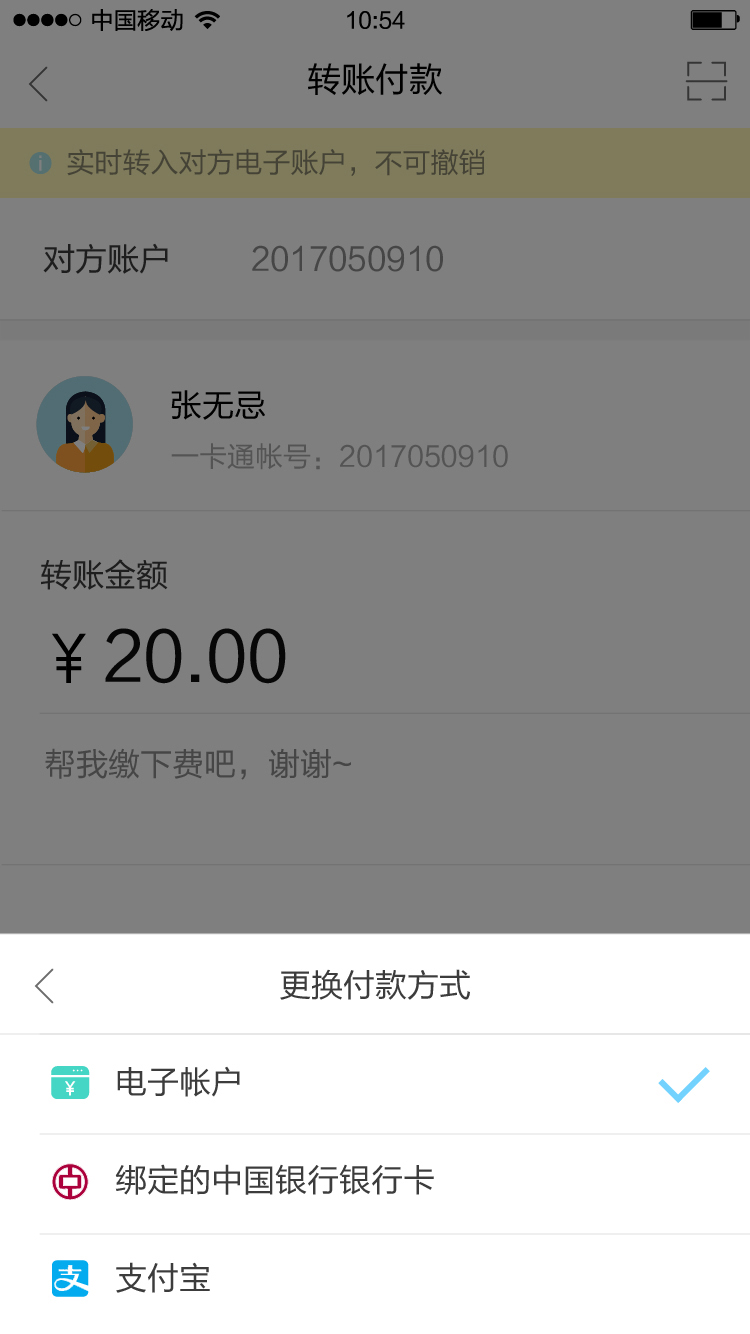 中国移动 10:54
转账付款
实时转入对方电子账户，不可撤销
对方账户 2017050910
张无忌
一卡通帐号：2017050910
转账金额
¥ 20.00
帮我缴下费吧，谢谢~
更换付款方式
¥ 电子帐户
绑定的中国银行银行卡
支 支付宝